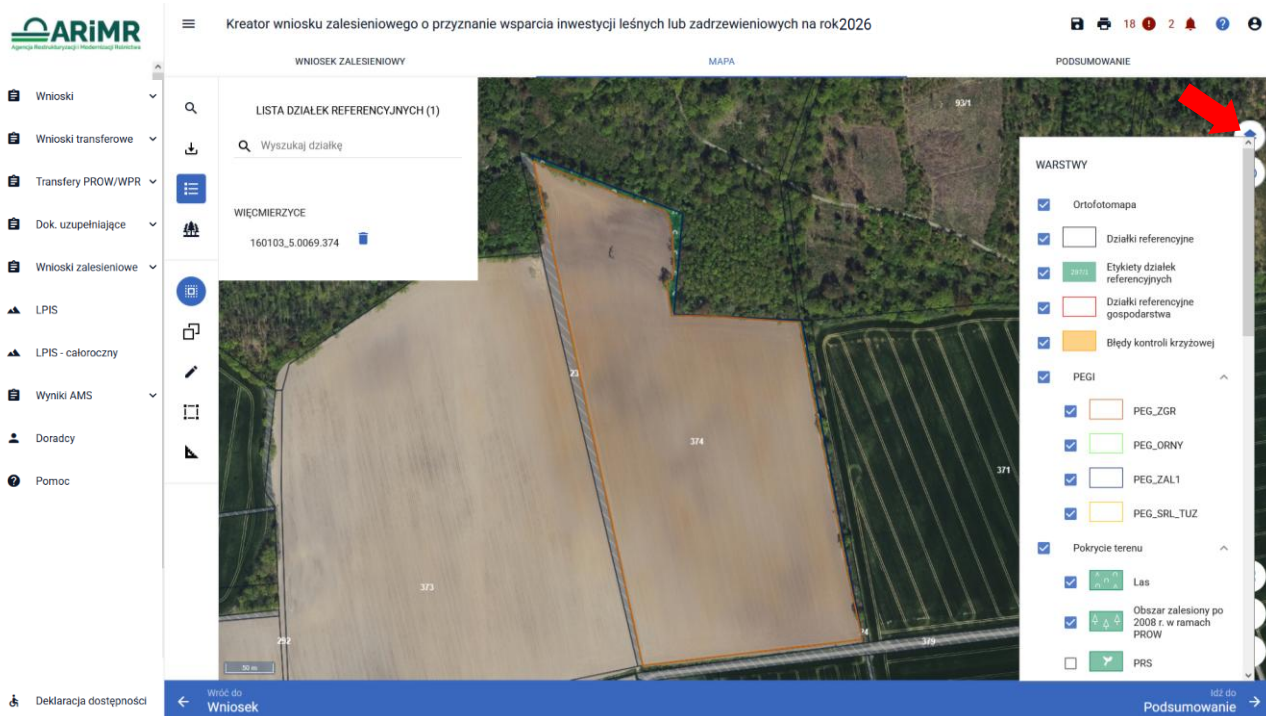 ARiMR
Agencja Restrukturyzacji i Modernizacji Rolnictwa
Kreator wniosku zalesieniowego o przyznanie wsparcia inwestycji leśnych lub zadrzewieniowych na rok2026
18
2
WNIOSEK ZALESIENIOWY
MAPA
PODSUMOWANIE
Wnioski
Wnioski transferowe
Transfery PROW/WPR
Dok. uzupełniające
Wnioski zalesieniowe
LPIS
LPIS - całoroczny
Wyniki AMS
Doradcy
Pomoc
Deklaracja dostępności
LISTA DZIAŁEK REFERENCYJNYCH (1)
Wyszukaj działkę
WIĘCMIERZYCE
160103_5.0069.374
93/1
23
374
371
373
292
379
50 m
WARSTWY
Ortofotomapa
Działki referencyjne
287/1
Etykiety działek
referencyjnych
Działki referencyjne
gospodarstwa
Błędy kontroli krzyżowej
PEGI
PEG_ZGR
PEG_ORNY
PEG_ZAL1
PEG_SRL_TUZ
Pokrycie terenu
Las
Obszar zalesiony po
2008 r. w ramach
PROW
PRS
Wróć do
Wniosek
Idź do
Podsumowanie